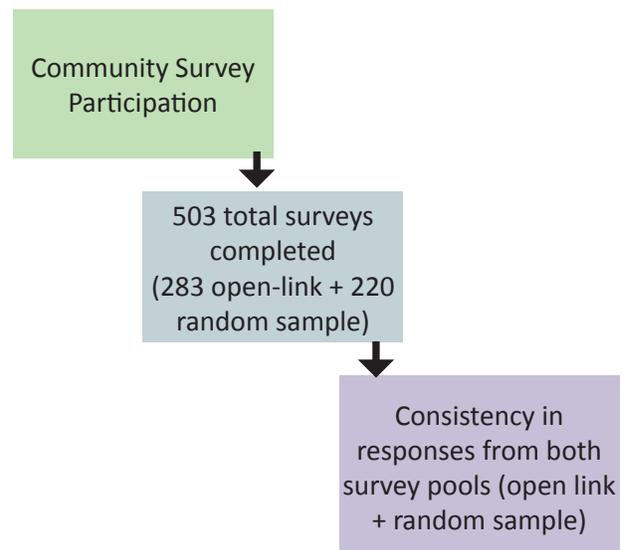 Community Survey
Participation
503 total surveys
completed
(283 open-link + 220
random sample)
Consistency in
responses from both
survey pools (open link
+ random sample)